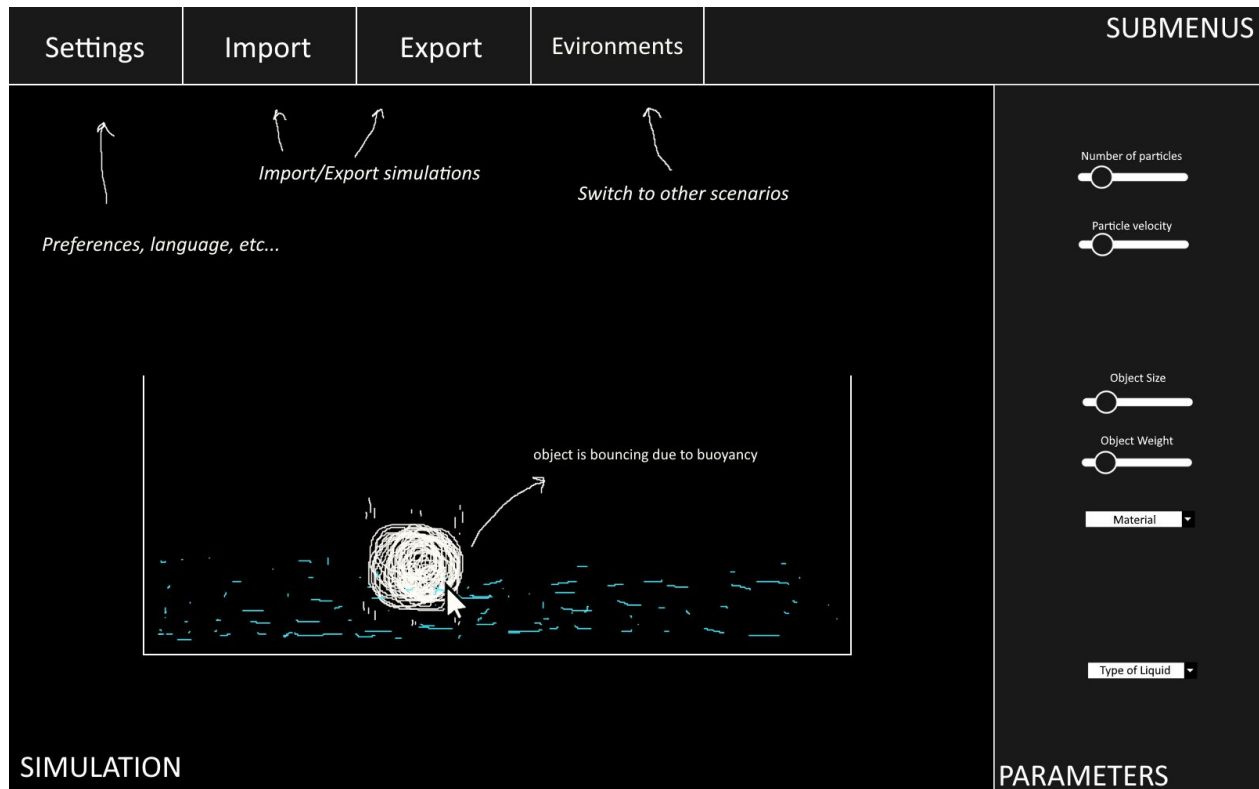 Settings
Import
Export
Evironments
SUBMENUS
Import/Export simulations
Switch to other scenarios
Preferences, language, etc...
Number of particles
Particle velocity
Object Size
Object Weight
Material
Type of Liquid
object is bouncing due to buoyancy
SIMULATION
PARAMETERS